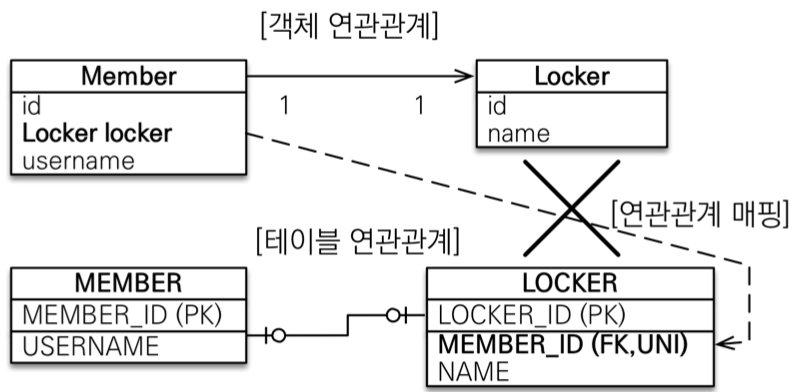 [객체 연관관계]
Member
id
Locker locker
username
1
1
Locker
id
name
[연관관계 매핑]
[테이블 연관관계]
MEMBER
MEMBER_ID (PK)
USERNAME
LOCKER
LOCKER_ID (PK)
MEMBER_ID (FK,UNI)
NAME